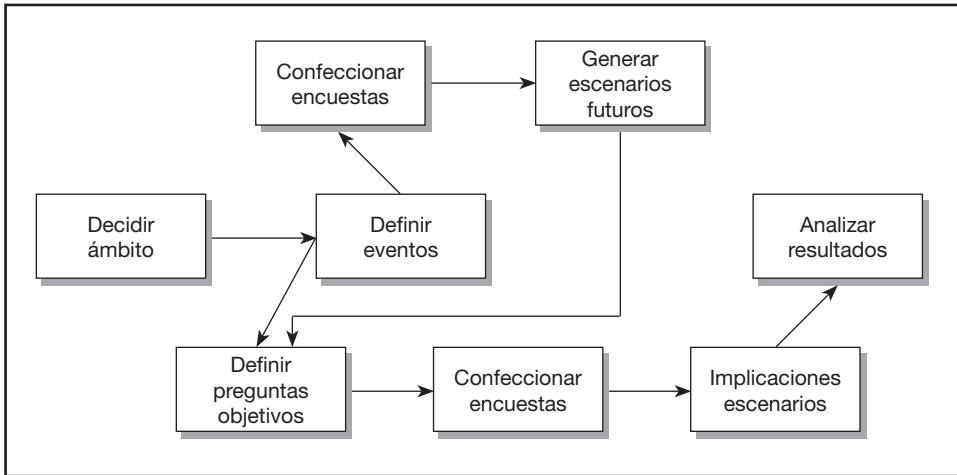 Confeccionar
encuestas
Generar
escenarios
futuros
Decidir
ámbito
Definir
eventos
Analizar
resultados
Definir
preguntas
objetivos
Confeccionar
encuestas
Implicaciones
escenarios